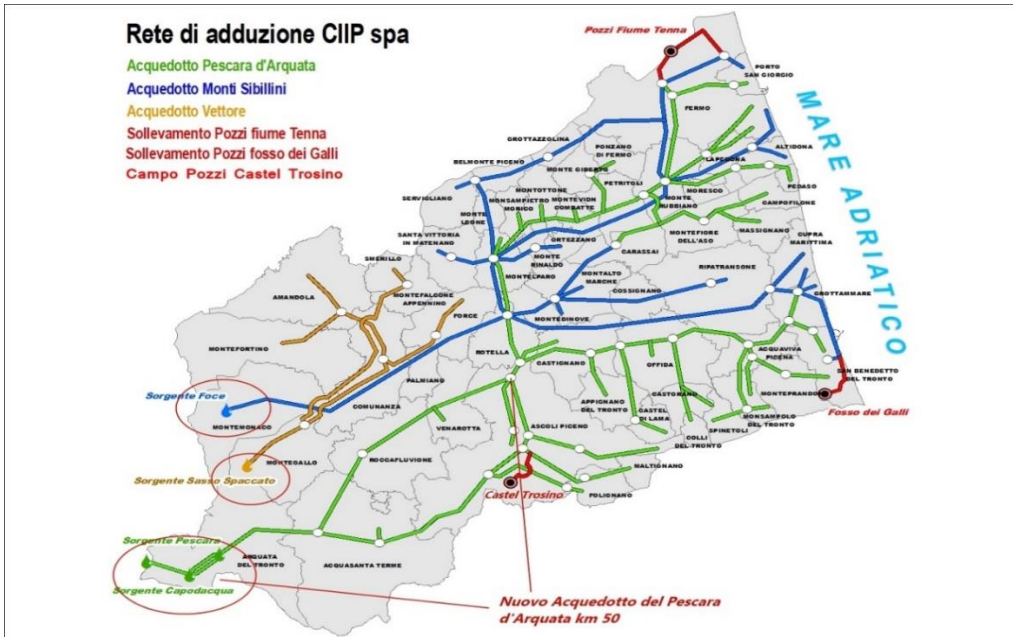 Rete di adduzione CIIP spa
Acquedotto Pescara d'Arquata
Acquedotto Monti Sibillini
Acquedotto Vettore
Sollevamento Pozzi fiume Tenna
Sollevamento Pozzi fosso dei Galli
Campo Pozzi Castel Trosino
Pozzi Fiume Tenna
PORTO
SAN GIORGIO
FERMO
MARE ADRIATICO
GROTTAZZOLINA
PONZANO
DI FERMO
BELMONTE PICENO
MONTE GIBERTO
LAPEDONA
ALTIDONA
SERVIGLIANO
MONTOTTONE
PETRITOLI
MORESCO
PEDASO
MONSAMPIETRO
MORICO
MONTEVIDON
COMBATTE
MONTE
RUBBIANO
CAMPOFILONE
MONTE
LEONE
SANTA VITTORIA
IN MATENANO
ORTEZZANO
MONTEFIORE
DELL'ASO
MASSIGNANO
CUPRA
MARITTIMA
MONTE
RINALDO
CARASSAI
SMERILLO
MONTELPARO
MONTALTO
MARCHE
RIPATRANSONE
COSSIGNANO
AMANDOLA
MONTEFALCONE
APPENNINO
GROTTAMMARE
FORCE
MONTEDINOVE
MONTEFORTINO
ROTELLA
CASTIGNANO
ACQUAVIVA
PICENA
OFFIDA
SAN BENEDETTO
DEL TRONTO
PALMIANO
Sorgente Foce
COMUNANZA
MONTEPRANDONE
APPIGNANO
DEL TRONTO
CASTORANO
Fosso dei Galli
MONTEMONACO
CASTEL
DI LAMA
MONSAMPOLO
DEL TRONTO
VENAROTTA
ASCOLI PICENO
SPINETOLI
COLLI
DEL TRONTO
MONTEGALLO
ROCCAFLUVIONE
MALTIGNANO
Sorgente Sasso Spaccato
Castel Trosino
FOLIGNANO
Sorgente Pescara
ARQUATA
DEL TRONTO
ACQUASANTA TERME
Sorgente Capodacqua
Nuovo Acquedotto del Pescara
d'Arquata km 50